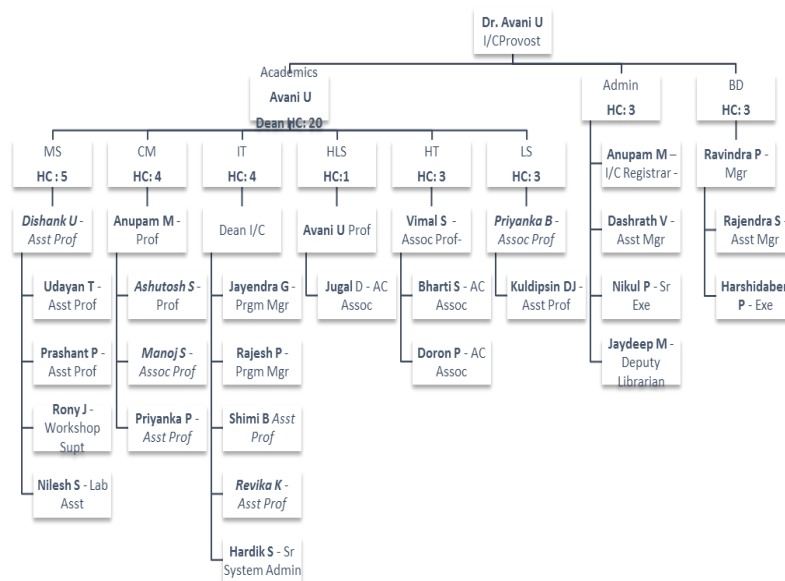 Dr. Avani U
I/CProvost
Academics
Avani U
Dean HC: 20
Admin
HC: 3
BD
HC: 3
MS
HC : 5
CM
HC: 4
IT
HC: 4
HLS
HC:1
HT
HC: 3
LS
HC: 3
Anupam M –
I/C Registrar -
Ravindra P -
Mgr
Dishank U -
Asst Prof
Anupam M -
Prof
Dean I/C
Avani U Prof
Vimal S -
Assoc Prof-
Priyanka B -
Assoc Prof
Dashrath V -
Asst Mgr
Rajendra S -
Asst Mgr
Udayan T -
Asst Prof
Ashutosh S -
Prof
Jayendra G -
Prgm Mgr
Jugal D - AC
Assoc
Bharti S - AC
Assoc
Kuldipsin DJ -
Asst Prof
Nikul P - Sr
Exe
Harshidaben
P - Exe
Prashant P -
Asst Prof
Manoj S -
Assoc Prof
Rajesh P -
Prgm Mgr
Doron P - AC
Assoc
Jaydeep M -
Deputy
Librarian
Rony J -
Workshop
Supt
Priyanka P -
Asst Prof
Shimi B Asst
Prof
Nilesh S - Lab
Asst
Revika K -
Asst Prof
Hardik S - Sr
System Admin